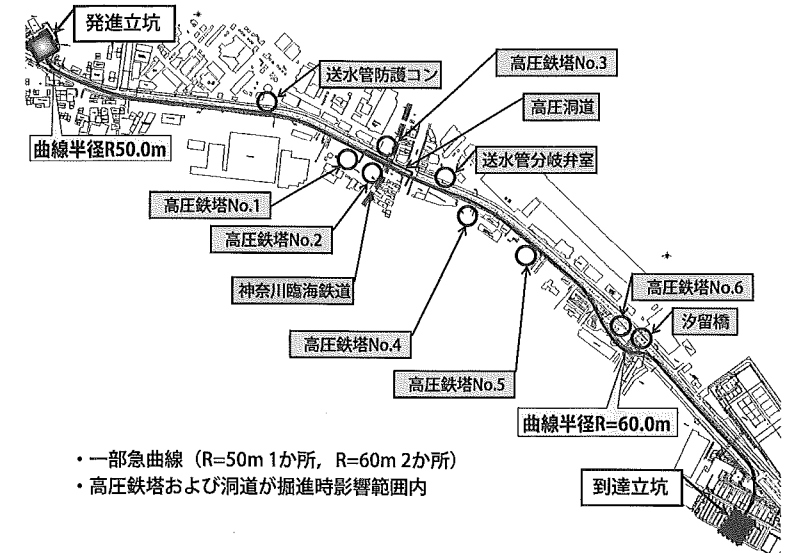 発進立坑
送水管防護コン
高圧鉄塔No.3
高圧洞道
曲線半径R50.0m
送水管分岐弁室
高圧鉄塔No.1
高圧鉄塔No.2
神奈川臨海鉄道
高圧鉄塔No.6
汐留橋
高圧鉄塔No.4
高圧鉄塔No.5
曲線半径R=60.0m
・一部急曲線（R=50m 1か所，R=60m 2か所）
・高圧鉄塔および洞道が掘進時影響範囲内
到達立坑